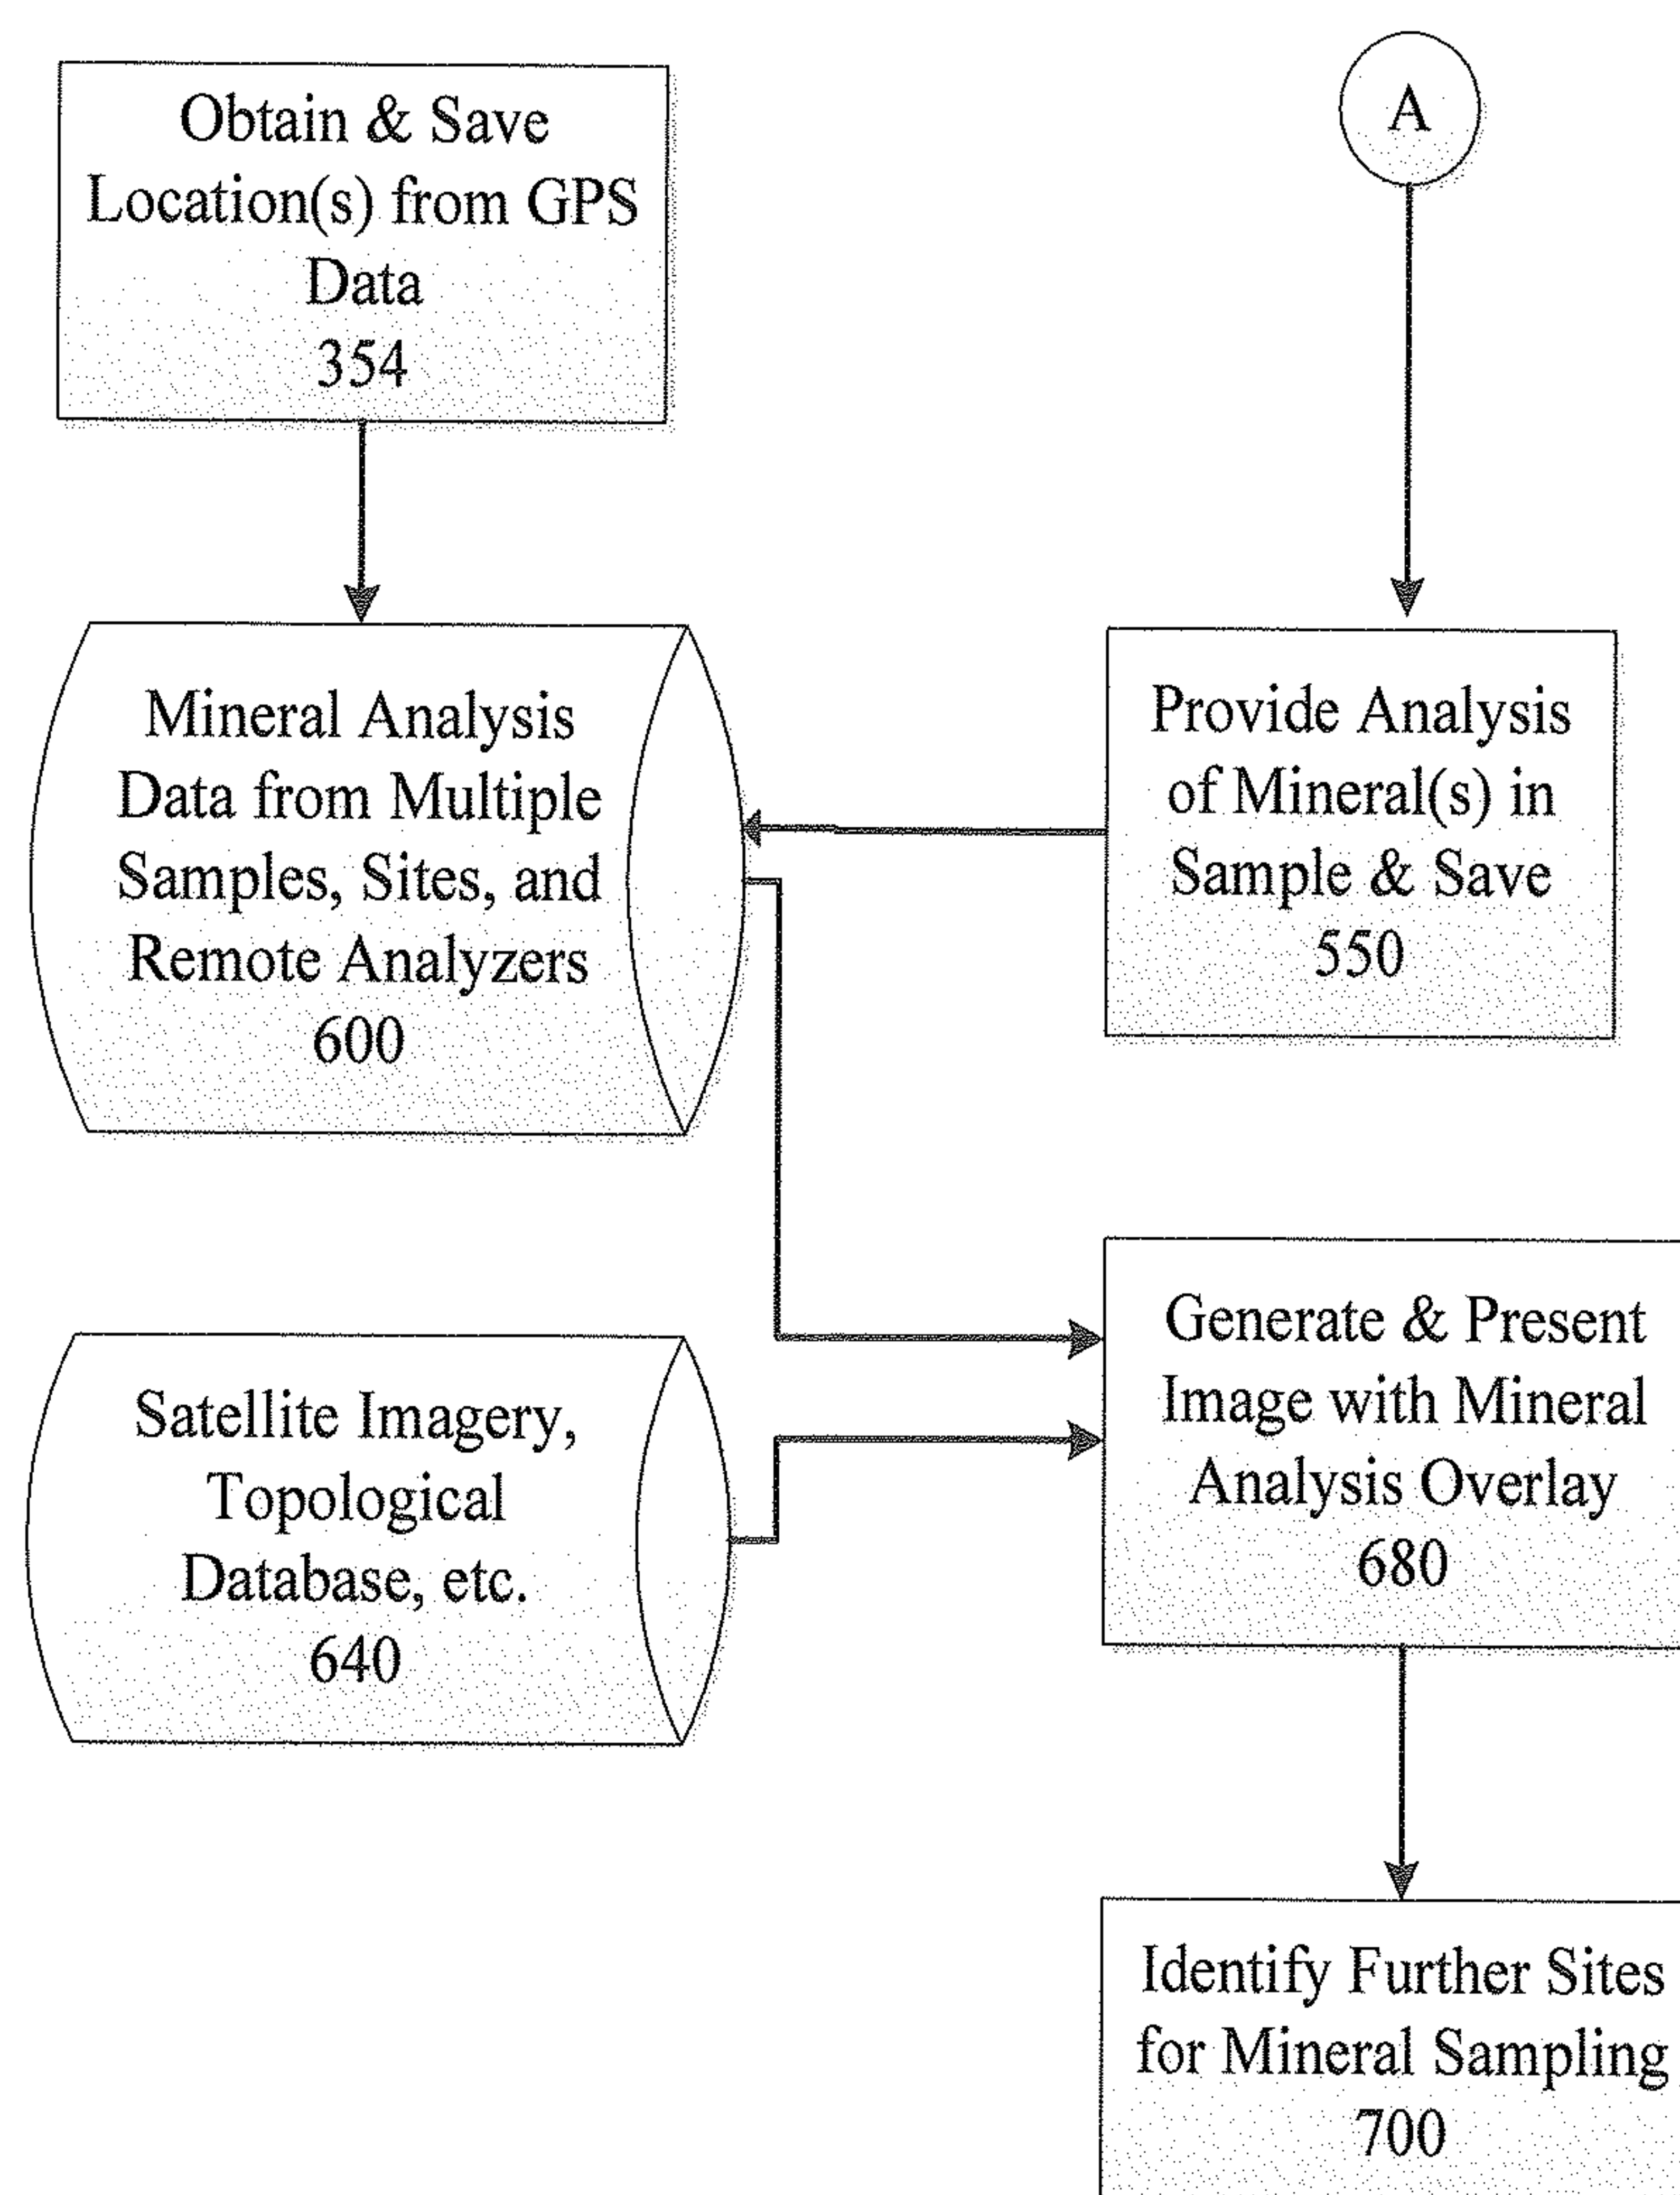 Obtain & Save
Location(s) from GPS
Data
354
A
Mineral Analysis
Data from Multiple
Samples, Sites, and
Remote Analyzers
600
Provide Analysis
of Mineral(s) in
Sample & Save
550
Satellite Imagery,
Topological
Database, etc.
640
Generate & Present
Image with Mineral
Analysis Overlay
680
Identify Further Sites
for Mineral Sampling
700